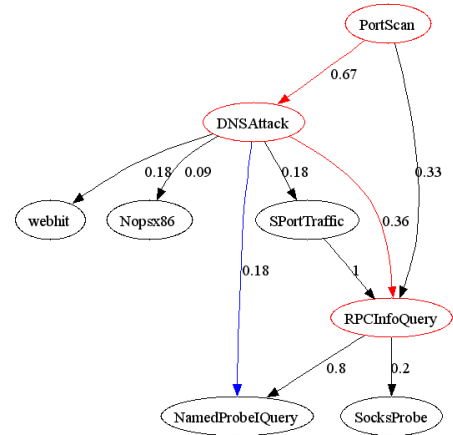 PortScan
0.67
DNSAttack
0.18
0.09
0.18
0.33
webhit
Nopsx86
SPortTraffic
0.36
0.18
1
RPCInfoQuery
0.8
0.2
NamedProbeIQuery
SocksProbe